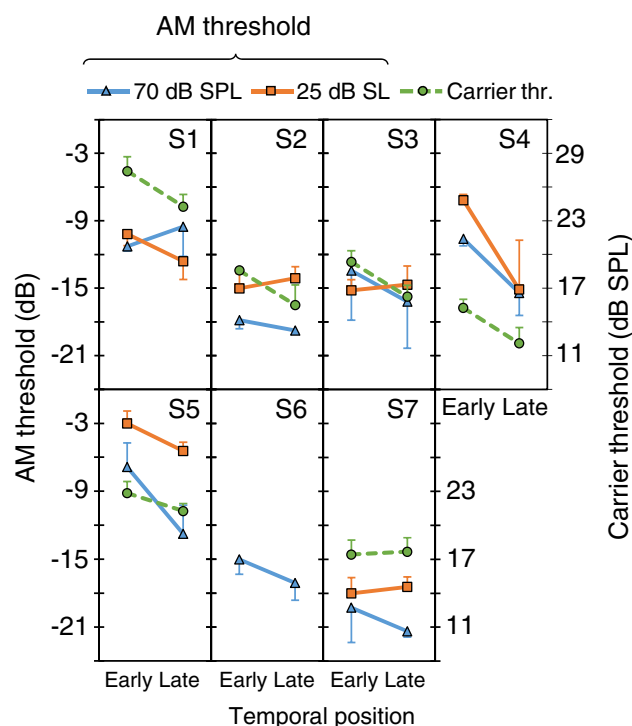 AM threshold
70 dB SPL 25 dB SL Carrier thr.
S1 S2 S3 S4
-3 29
-9 23
-15 17
-21 11
S5 S6 S7 Early Late
-3
-9 23
-15 17
-21 11
Early Late Early Late Early Late
Temporal position
AM threshold (dB)
Carrier threshold (dB SPL)